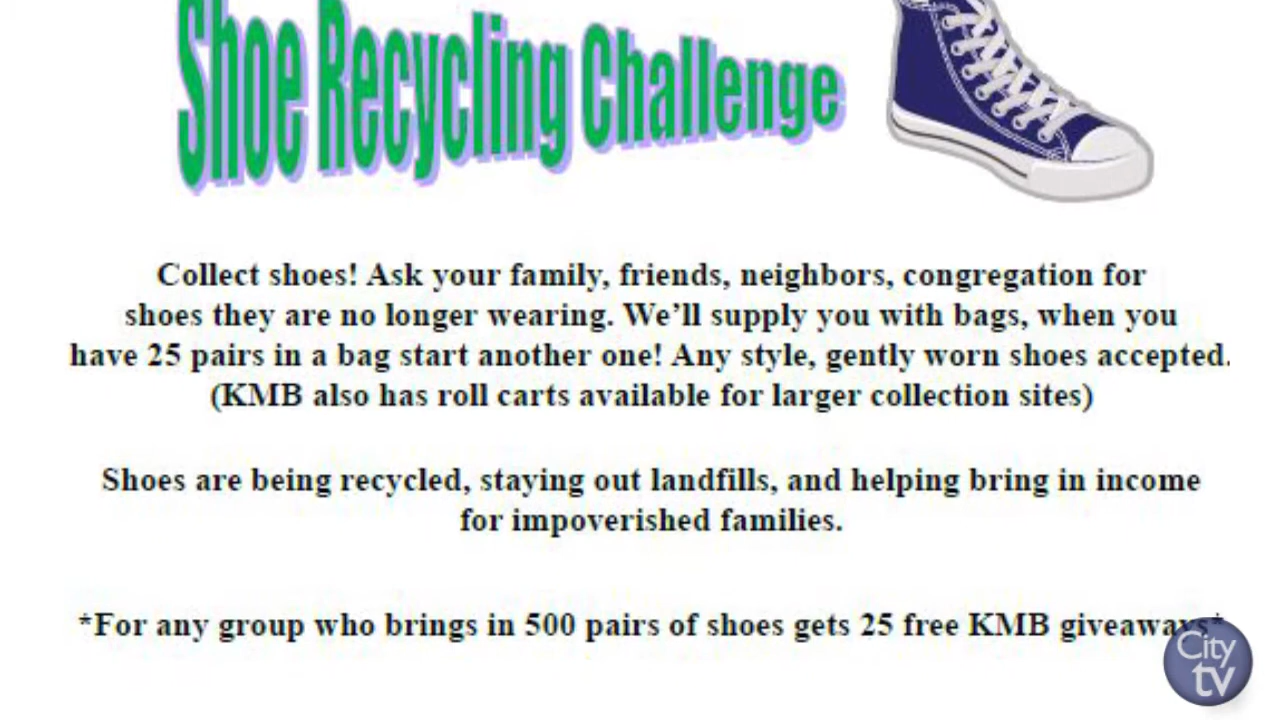 Shoe Recycling Challenge
Collect shoes! Ask your family, friends, neighbors, congregation for
shoes they are no longer wearing. We’ll supply you with bags, when you
have 25 pairs in a bag start another one! Any style, gently worn shoes accepted.
(KMB also has roll carts available for larger collection sites)
Shoes are being recycled, staying out landfills, and helping bring in income
for impoverished families.
*For any group who brings in 500 pairs of shoes gets 25 free KMB giveaways*
City
tv